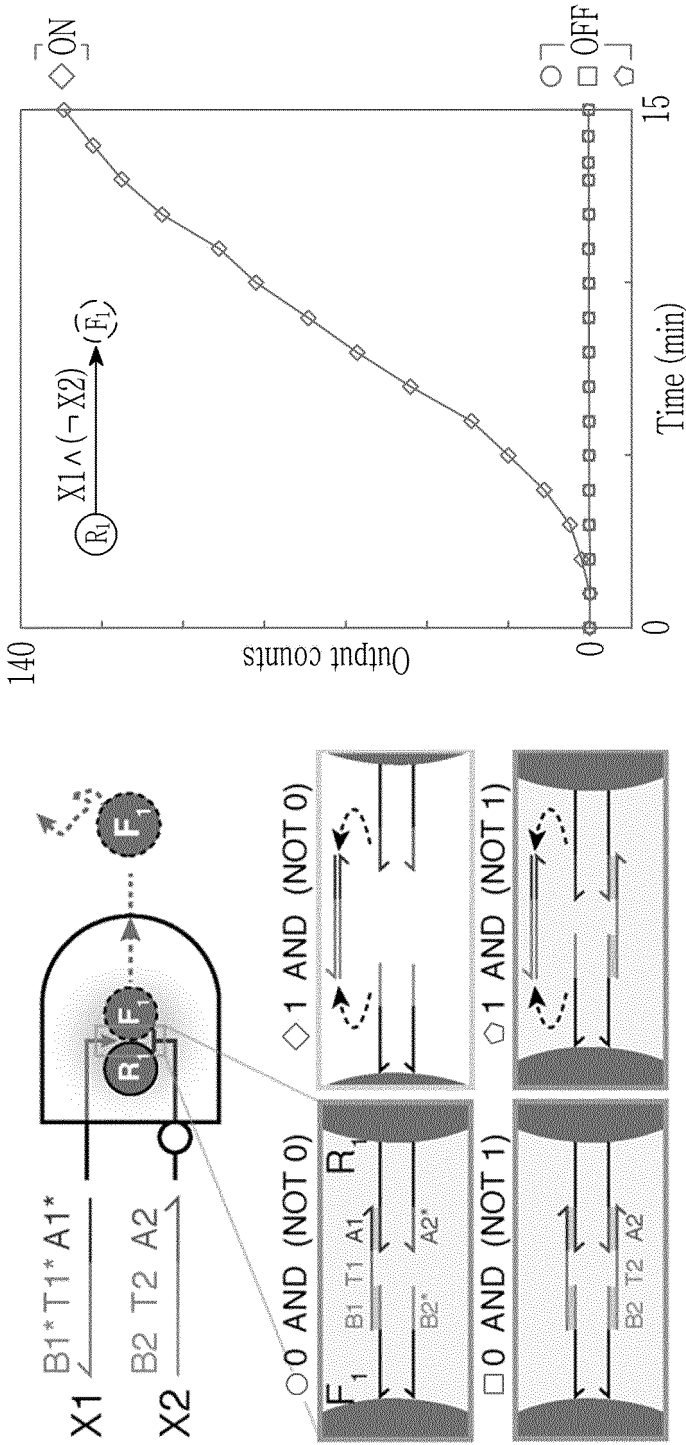 X1 B1* T1* A1*
X2 B2 T2 A2
R1 F1 F1
0 AND (NOT 0)
1 AND (NOT 0)
F1 R1
B1 T1 A1
B2* A2*
0 AND (NOT 1)
1 AND (NOT 1)
B2 T2 A2
140
Output counts
0
R1 X1 ∧ (¬ X2) F1
ON
OFF
0 15
Time (min)